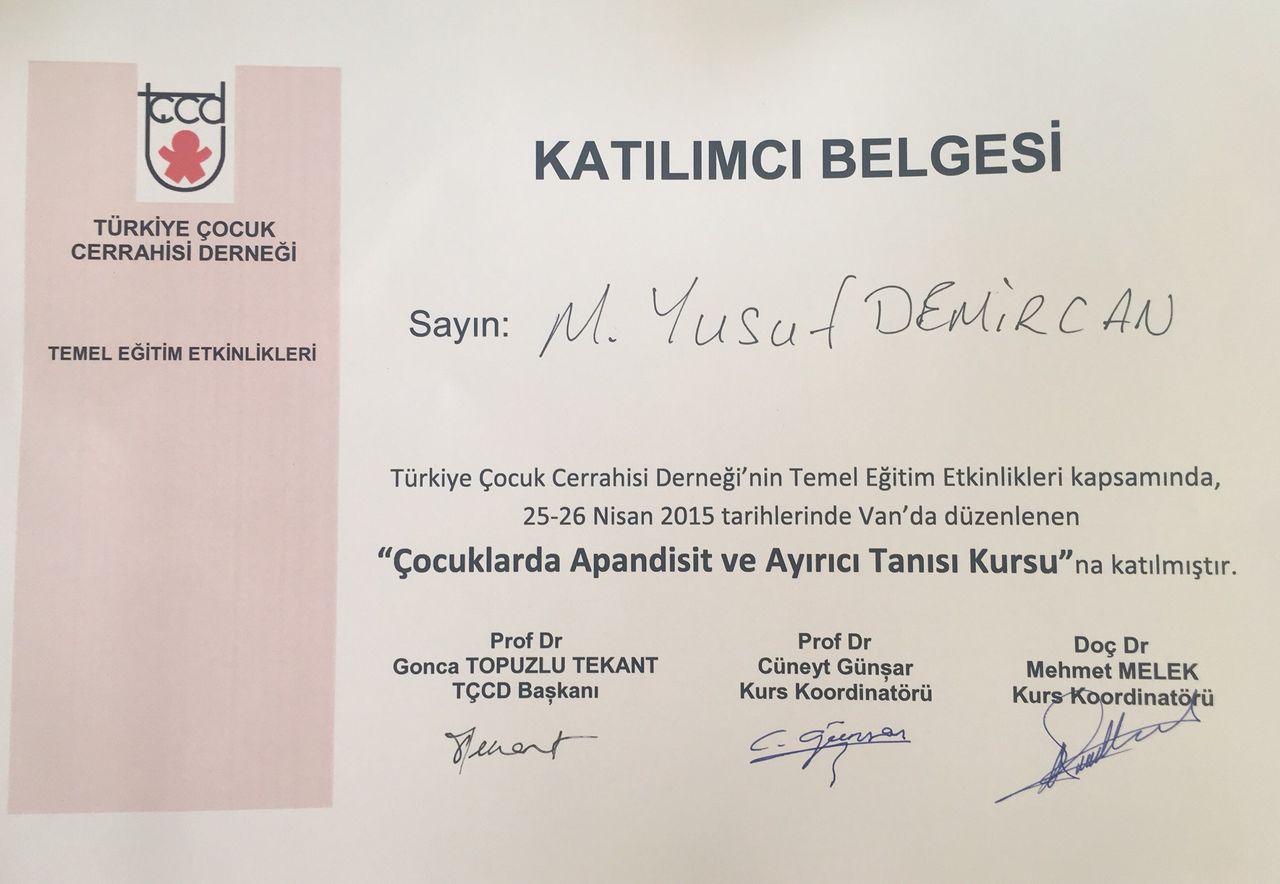 tççd
TÜRKİYE ÇOCUK
CERRAHİSİ DERNEĞİ
TEMEL EĞİTİM ETKİNLİKLERİ
KATILIMCI BELGESİ
Sayın: M. Yusuf DEMİRCAN
Türkiye Çocuk Cerrahisi Derneği’nin Temel Eğitim Etkinlikleri kapsamında,
25-26 Nisan 2015 tarihlerinde Van’da düzenlenen
“Çocuklarda Apandisit ve Ayırıcı Tanısı Kursu”na katılmıştır.
Prof Dr
Gonca TOPUZLU TEKANT
TÇCD Başkanı
Prof Dr
Cüneyt Günşar
Kurs Koordinatörü
Doç Dr
Mehmet MELEK
Kurs Koordinatörü
C. Günşar